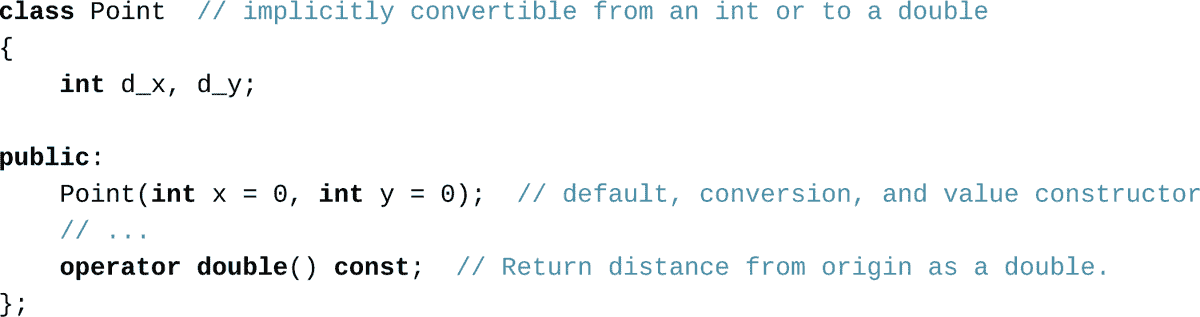 class Point  // implicitly convertible from an int or to a double
{
    int d_x, d_y;

public:
    Point(int x = 0, int y = 0);  // default, conversion, and value constructor
    // ...
    operator double() const;  // Return distance from origin as a double.
};